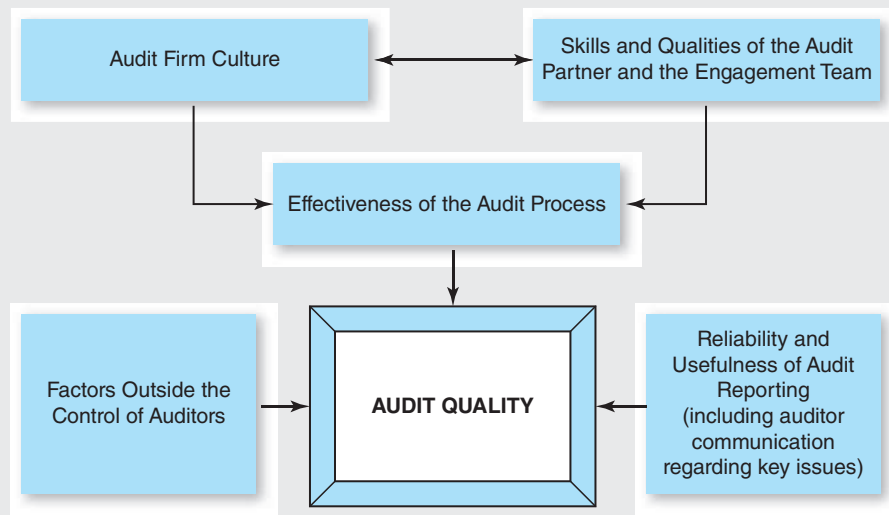 Audit Firm Culture
Skills and Qualities of the Audit
Partner and the Engagement Team
Effectiveness of the Audit Process
Factors Outside the
Control of Auditors
AUDIT QUALITY
Reliability and
Usefulness of Audit
Reporting
(including auditor
communication
regarding key issues)